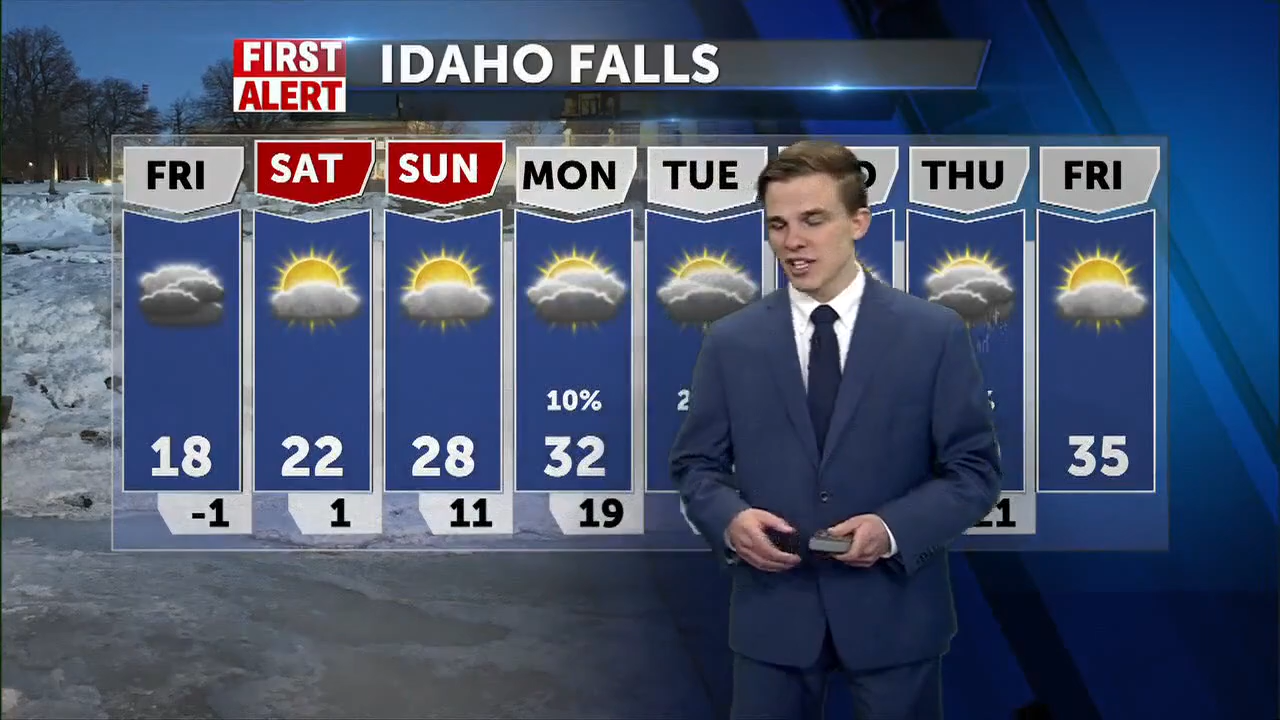 FIRST
ALERT
IDAHO FALLS
FRI SAT SUN MON TUE THU FRI
10%
18 22 28 32 35
-1 1 11 19 21